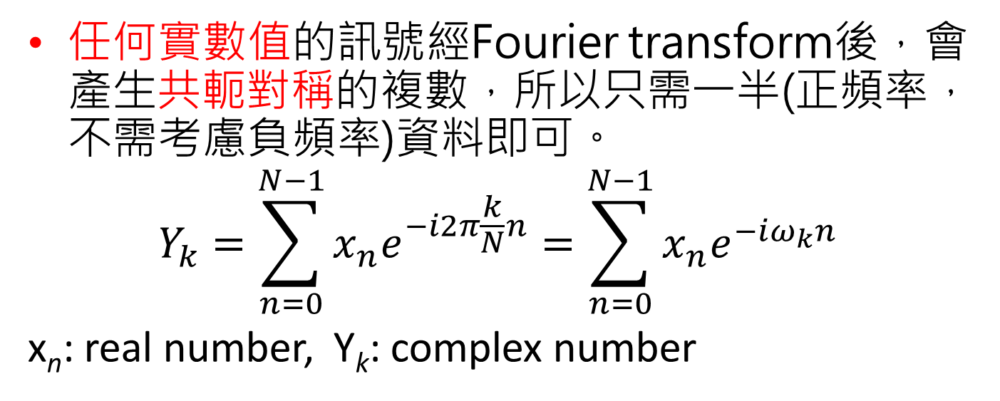 • 任何實數值的訊號經Fourier transform後，會
產生共軛對稱的複數，所以只需一半(正頻率，
不需考慮負頻率)資料即可。
$Y_k = \sum_{n=0}^{N-1} x_n e^{-i2\pi\frac{k}{N}n} = \sum_{n=0}^{N-1} x_n e^{-i\omega_k n}$
xₙ: real number, Yₖ: complex number